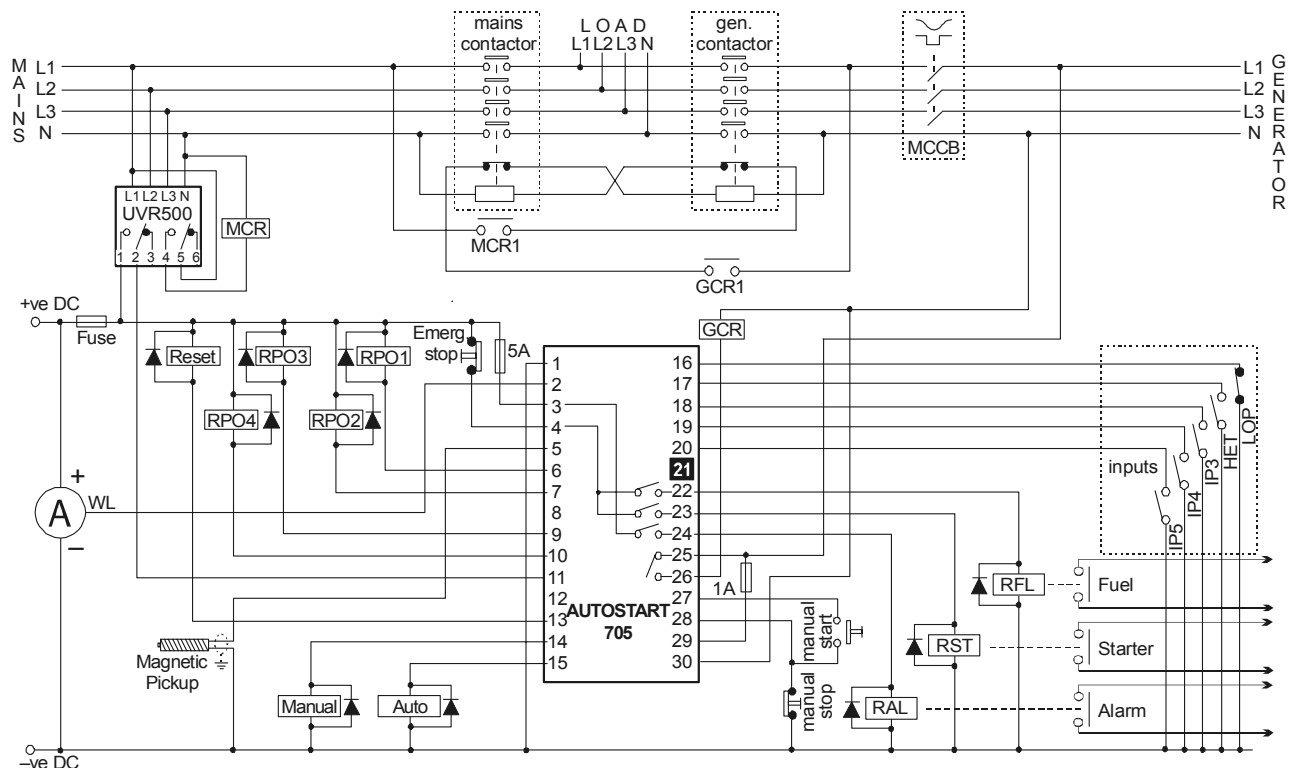 mains contactor
L O A D
L1 L2 L3 N
gen. contactor
MAINS
L1
L2
L3
N
MCCB
L1
L2
L3
N
GENERATOR
L1 L2 L3 N
UVR500
1 2 3 4 5 6
MCR
MCR1
GCR1
GCR
+ve DC
Fuse
Reset
RPO3
RPO1
RPO4
RPO2
Emerg stop
5A
1
2
3
4
5
6
7
8
9
10
11
12
13
14
15
AUTOSTART
705
16
17
18
19
20
21
22
23
24
25
26
27
28
29
30
1A
inputs
IP5
IP4
IP3
HET
LOP
+
A
WL
–
Magnetic Pickup
Manual
Auto
manual start
manual stop
RFL
Fuel
RST
Starter
RAL
Alarm
–ve DC